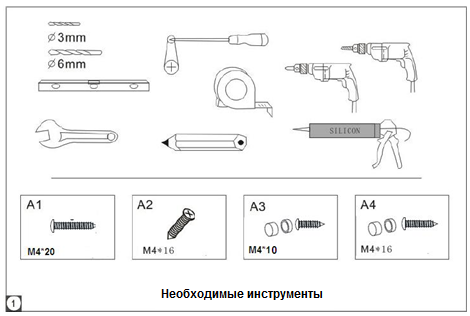 ⌀3mm
⌀6mm
SILICON
A1
M4*20
A2
M4*16
A3
M4*10
A4
M4*16
1
Необходимые инструменты